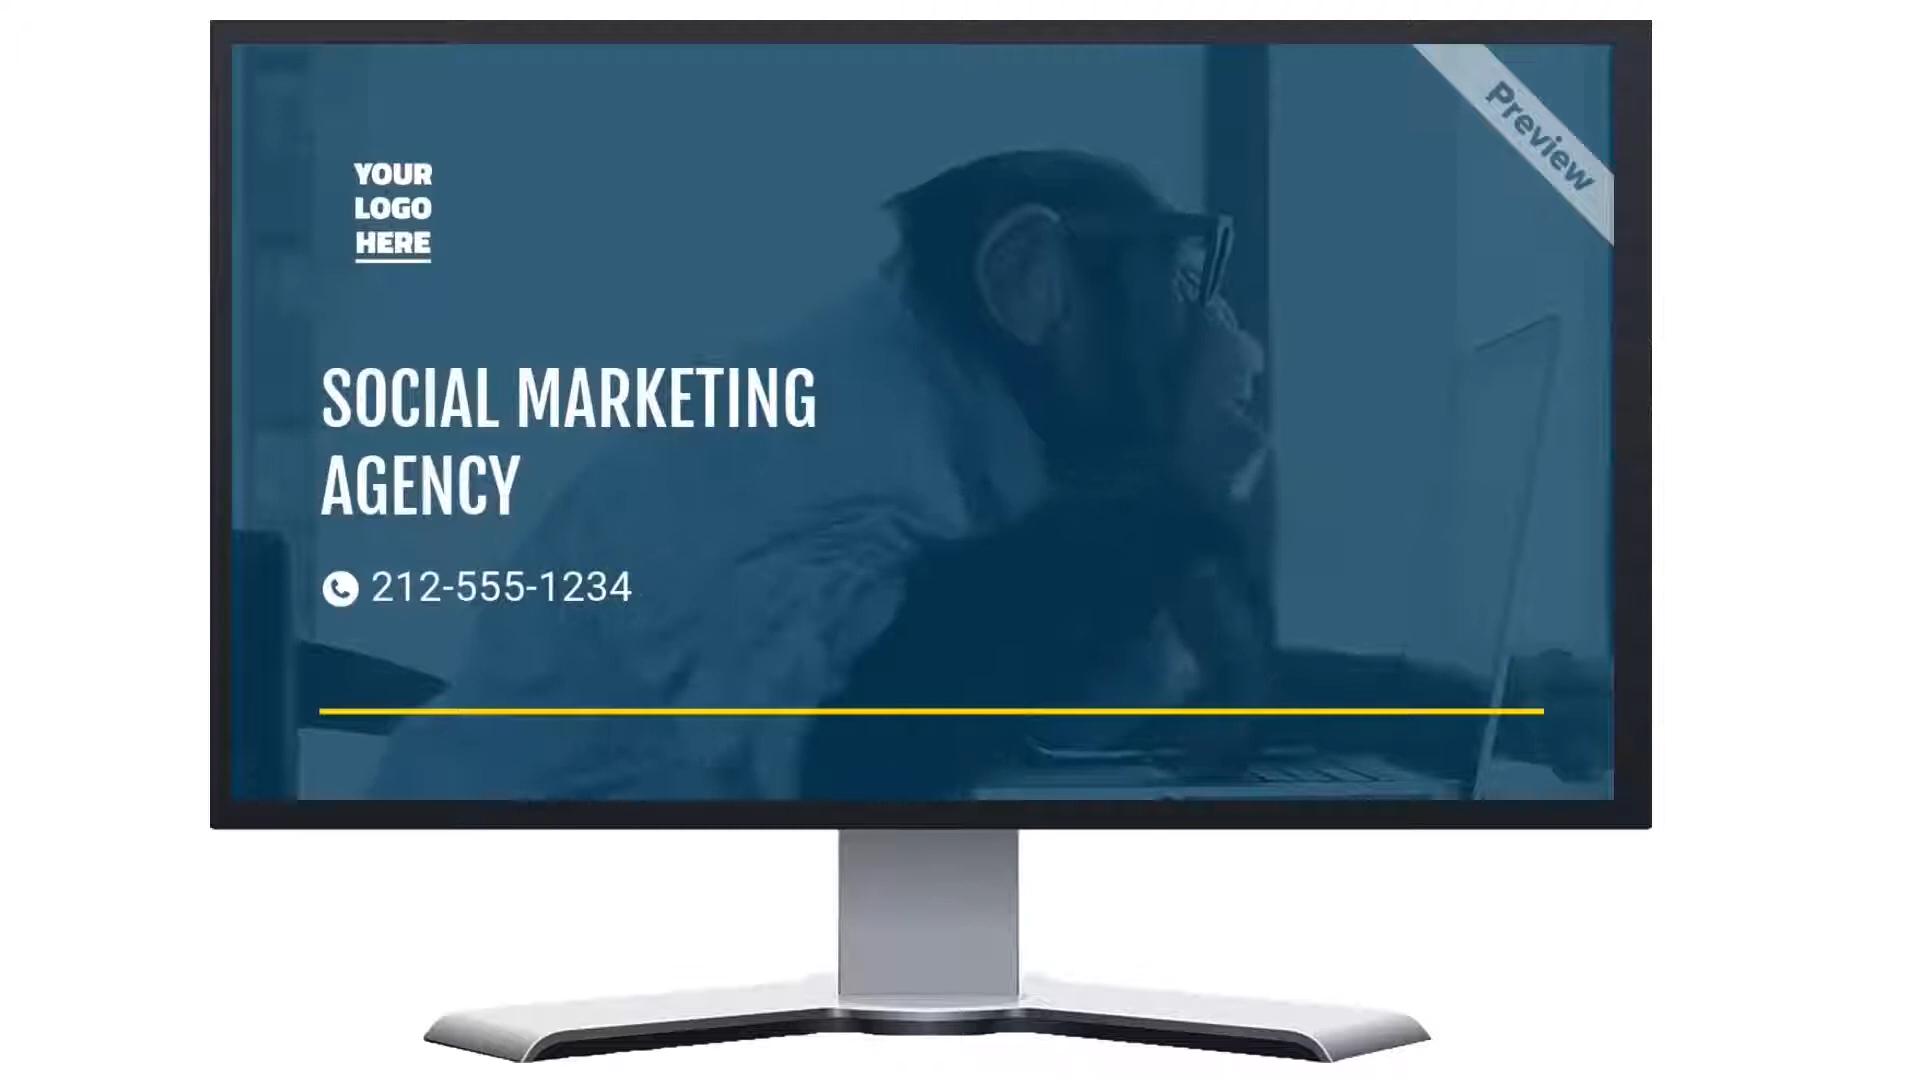 Preview
YOUR
LOGO
HERE
SOCIAL MARKETING
AGENCY
212-555-1234